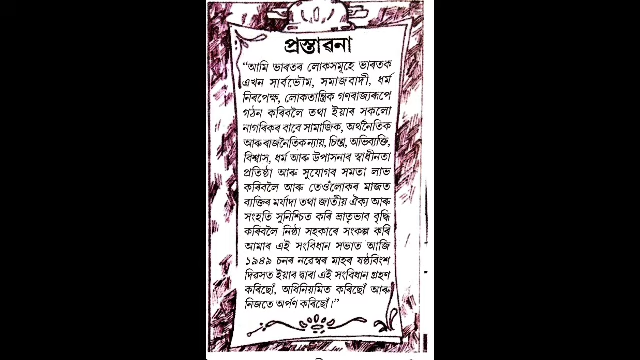 প্ৰস্তাৱনা
“আমি ভাৰতৰ লোকসমূহে ভাৰতক
এখন সাৰ্বভৌম, সমাজবাদী, ধৰ্ম
নিৰপেক্ষ, লোকতান্ত্ৰিক গণৰাজ্যৰূপে
গঠন কৰিবলৈ তথা ইয়াৰ সকলো
নাগৰিকৰ বাবে সামাজিক, অৰ্থনৈতিক
আৰু ৰাজনৈতিক ন্যায়, চিন্তা, অভিব্যক্তি,
বিশ্বাস, ধৰ্ম আৰু উপাসনাৰ স্বাধীনতা
প্ৰতিষ্ঠা আৰু সুযোগৰ সমতা লাভ
কৰিবলৈ আৰু তেওঁলোকৰ মাজত
ব্যক্তিৰ মৰ্যাদা তথা জাতীয় ঐক্য আৰু
সংহতি সুনিশ্চিত কৰি ভ্ৰাতৃভাব বৃদ্ধি
কৰিবলৈ নিষ্ঠা সহকাৰে সংকল্প কৰি
আমাৰ এই সংবিধান সভাত আজি
১৯৪৯ চনৰ নৱেম্বৰ মাহৰ ষষ্ঠবিংশ
দিৱসত ইয়াৰ দ্বাৰা এই সংবিধান গ্ৰহণ
কৰিছোঁ, অধিনিয়মিত কৰিছোঁ আৰু
নিজতে অৰ্পণ কৰিছোঁ।”